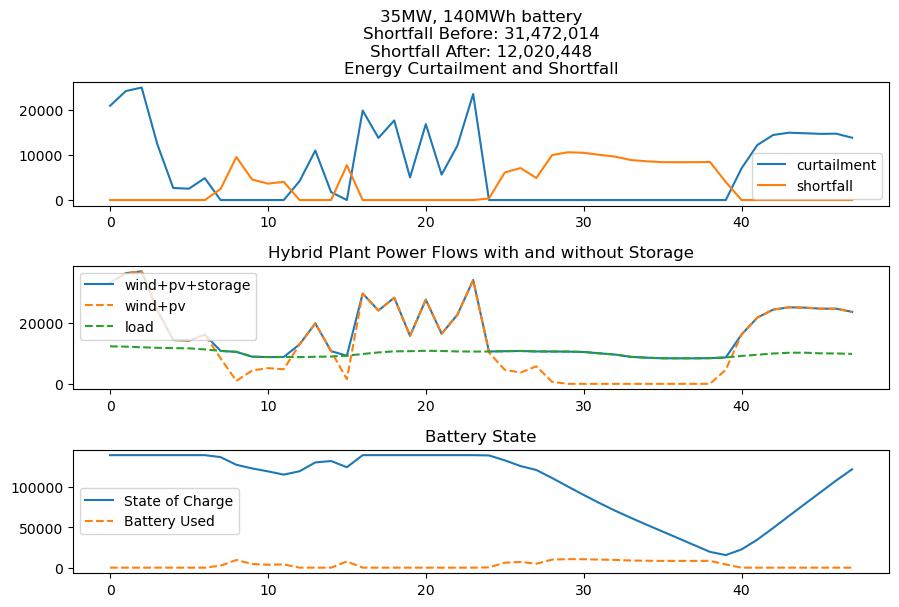 35MW, 140MWh battery
Shortfall Before: 31,472,014
Shortfall After: 12,020,448
Energy Curtailment and Shortfall
20000
10000
0
curtailment
shortfall
0 10 20 30 40
Hybrid Plant Power Flows with and without Storage
20000
0
wind+pv+storage
wind+pv
load
0 10 20 30 40
Battery State
100000
50000
0
State of Charge
Battery Used
0 10 20 30 40